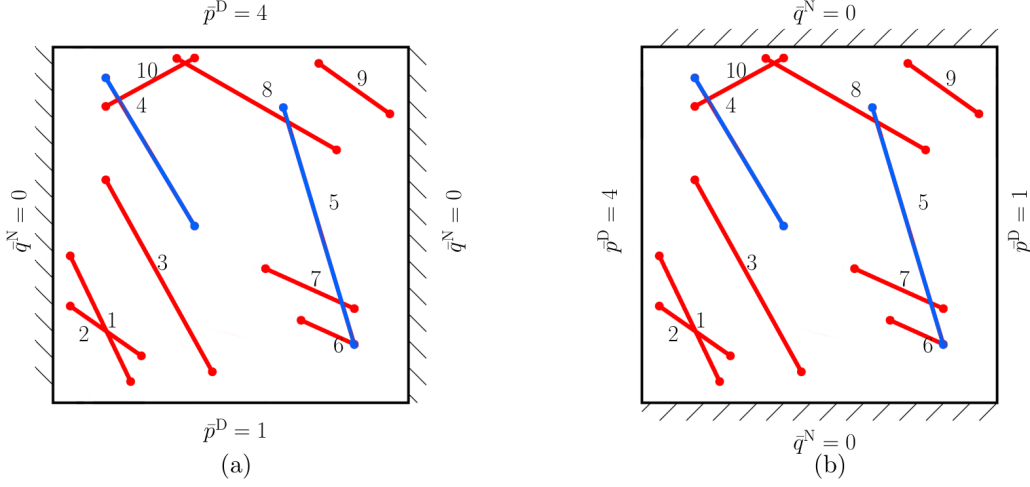 p̄ᴰ = 4
q̄ᴺ = 0
10
9
4
8
5
q̄ᴺ = 0
q̄ᴺ = 0
3
7
1
2
6
p̄ᴰ = 1
(a)
q̄ᴺ = 0
10
9
4
8
5
p̄ᴰ = 4
p̄ᴰ = 1
3
7
1
2
6
q̄ᴺ = 0
(b)